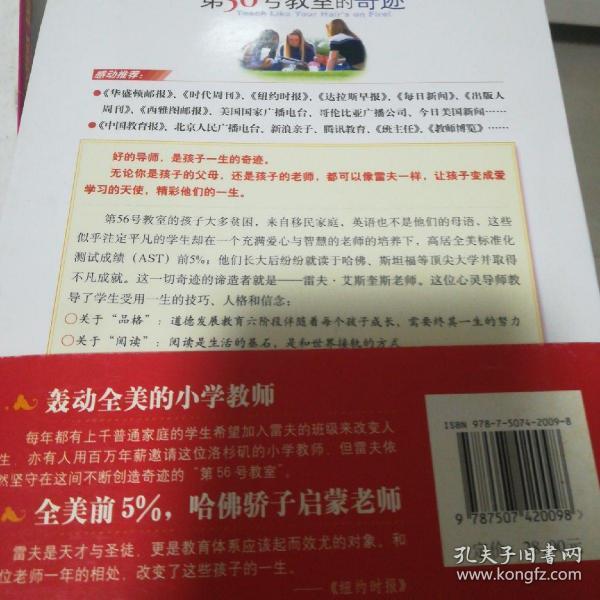 第56号教室的奇迹
Teach Like Your Hair's on Fire!
感动推荐：
●《华盛顿邮报》、《时代周刊》、《纽约时报》、《达拉斯早报》、《每日新闻》、《出版人
周刊》、《西雅图邮报》、美国国家广播电台、哥伦比亚广播公司、今日美国新闻……
●《中国教育报》、北京人民广播电台、新浪亲子、腾讯教育、《班主任》、《教师博览》……
好的导师，是孩子一生的奇迹。
无论你是孩子的父母，还是孩子的老师，都可以像雷夫一样，让孩子变成爱
学习的天使，精彩他们的一生。
第56号教室的孩子大多贫困，来自移民家庭，英语也不是他们的母语，这些
似乎注定平凡的学生却在一个充满爱心与智慧的老师的培养下，高居全美标准化
测试成绩（AST）前5%；他们长大后纷纷就读于哈佛、斯坦福等顶尖大学并取得
不凡成就。这一切奇迹的缔造者就是——雷夫·艾斯奎斯老师。这位心灵导师教
导了学生受用一生的技巧、人格和信念：
○关于“品格”：道德发展教育六阶段伴随着每个孩子成长，需要终其一生的努力
○关于“阅读”：阅读是生活的基石，是和世界接轨的方式
轰动全美的小学教师
每年都有上千普通家庭的学生希望加入雷夫的班级来改变人
生，亦有人用百万年薪邀请这位洛杉矶的小学教师，但雷夫依
然坚守在这间不断创造奇迹的“第56号教室”。
全美前5%，哈佛骄子启蒙老师
雷夫是天才与圣徒，更是教育体系应该起而效尤的对象。和
位老师一年的相处，改变了这些孩子的一生。
——《纽约时报》
ISBN 978-7-5074-2009-8
9 787507 420098
定价：28.00元
孔夫子旧书网
www.kongfz.com